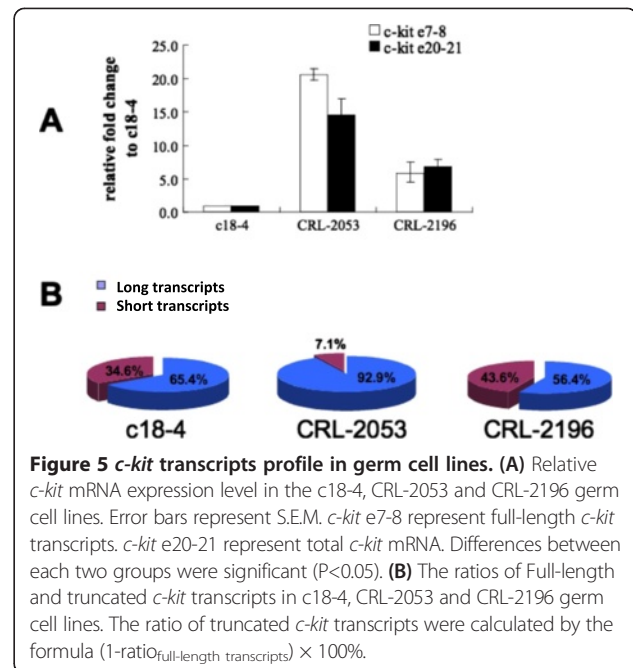 c-kit e7-8
c-kit e20-21
A
relative fold change
to c18-4
25.0
20.0
15.0
10.0
5.0
0.0
c18-4 CRL-2053 CRL-2196
B
Long transcripts
Short transcripts
34.6% 65.4% 7.1% 92.9% 43.6% 56.4%
c18-4 CRL-2053 CRL-2196
Figure 5 c-kit transcripts profile in germ cell lines. (A) Relative
c-kit mRNA expression level in the c18-4, CRL-2053 and CRL-2196 germ
cell lines. Error bars represent S.E.M. c-kit e7-8 represent full-length c-kit
transcripts. c-kit e20-21 represent total c-kit mRNA. Differences between
each two groups were significant (P<0.05). (B) The ratios of Full-length
and truncated c-kit transcripts in c18-4, CRL-2053 and CRL-2196 germ
cell lines. The ratio of truncated c-kit transcripts were calculated by the
formula (1-ratiofull-length transcripts) × 100%.